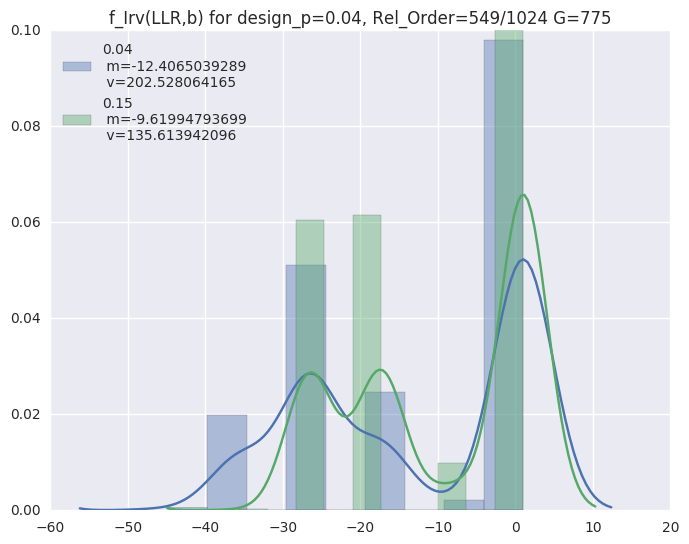 f_Irv(LLR,b) for design_p=0.04, Rel_Order=549/1024 G=775
0.04
m=-12.4065039289
v=202.528064165
0.15
m=-9.61994793699
v=135.613942096
0.10
0.08
0.06
0.04
0.02
0.00
−60 −50 −40 −30 −20 −10 0 10 20